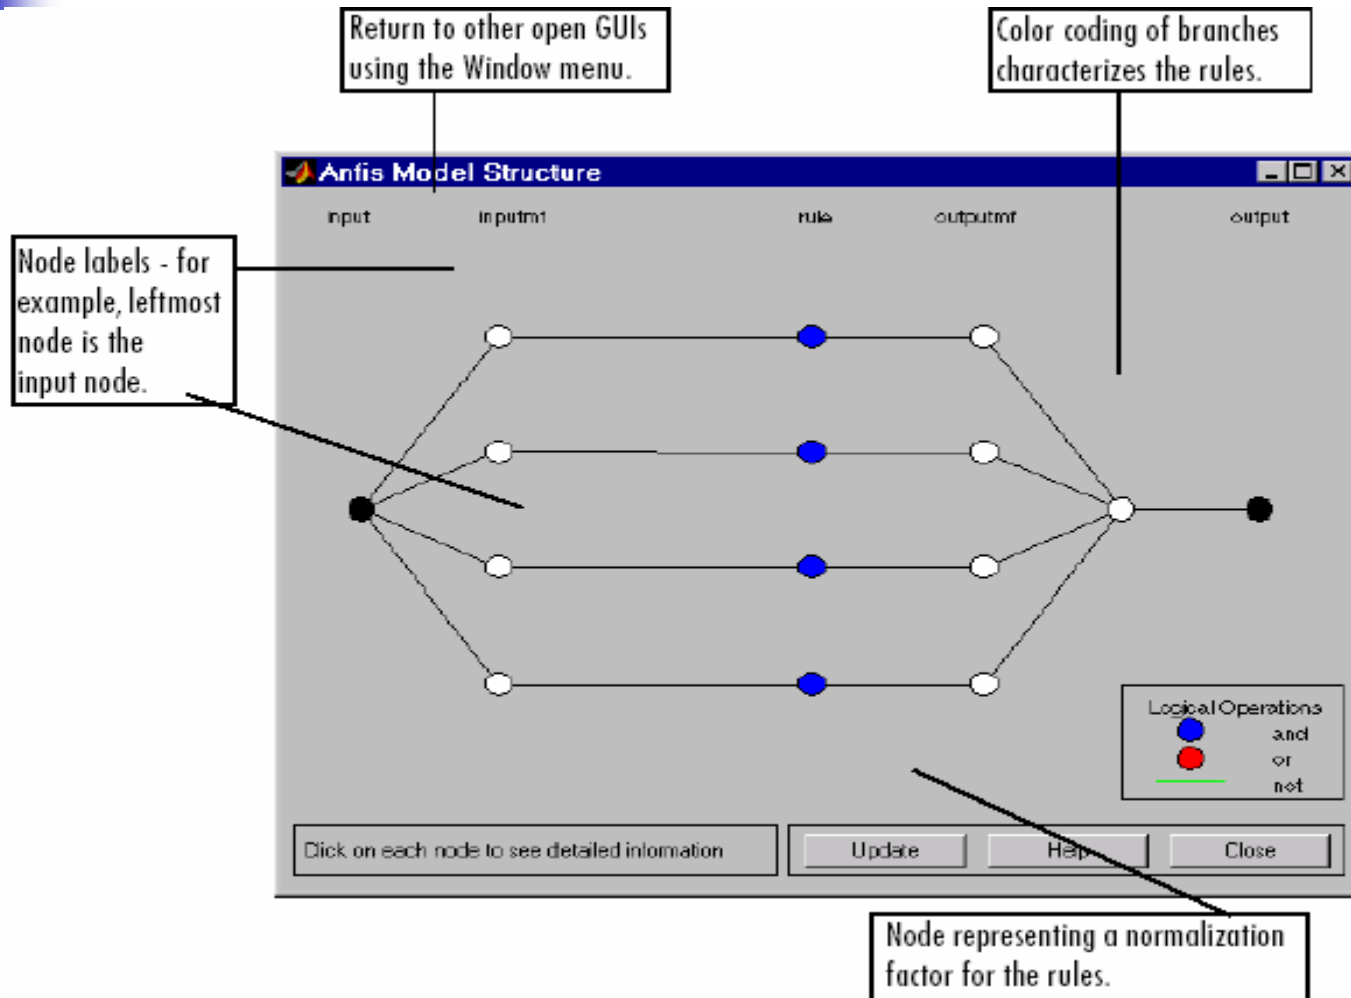 Return to other open GUIs
using the Window menu.
Color coding of branches
characterizes the rules.
Anfis Model Structure
input inputmf rule outputmf output
Node labels - for
example, leftmost
node is the
input node.
Logical Operations
and
or
not
Click on each node to see detailed information
Update Help Close
Node representing a normalization
factor for the rules.